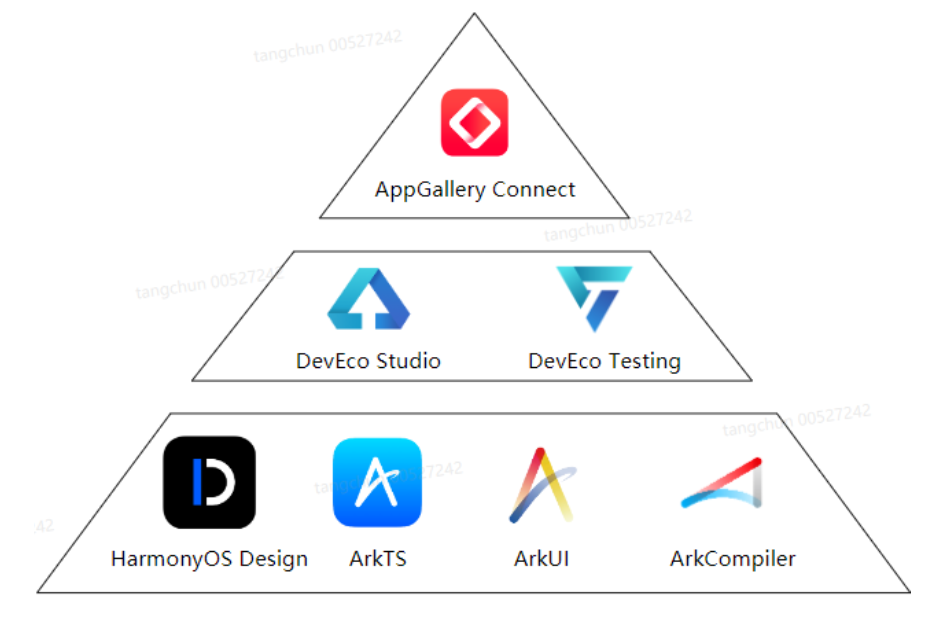 tangchun 00527242
AppGallery Connect
tangchun 00527242
tangchun 00527242
DevEco Studio
DevEco Testing
tangchun 00527242
tangchun 00527242
42
HarmonyOS Design
ArkTS
ArkUI
ArkCompiler